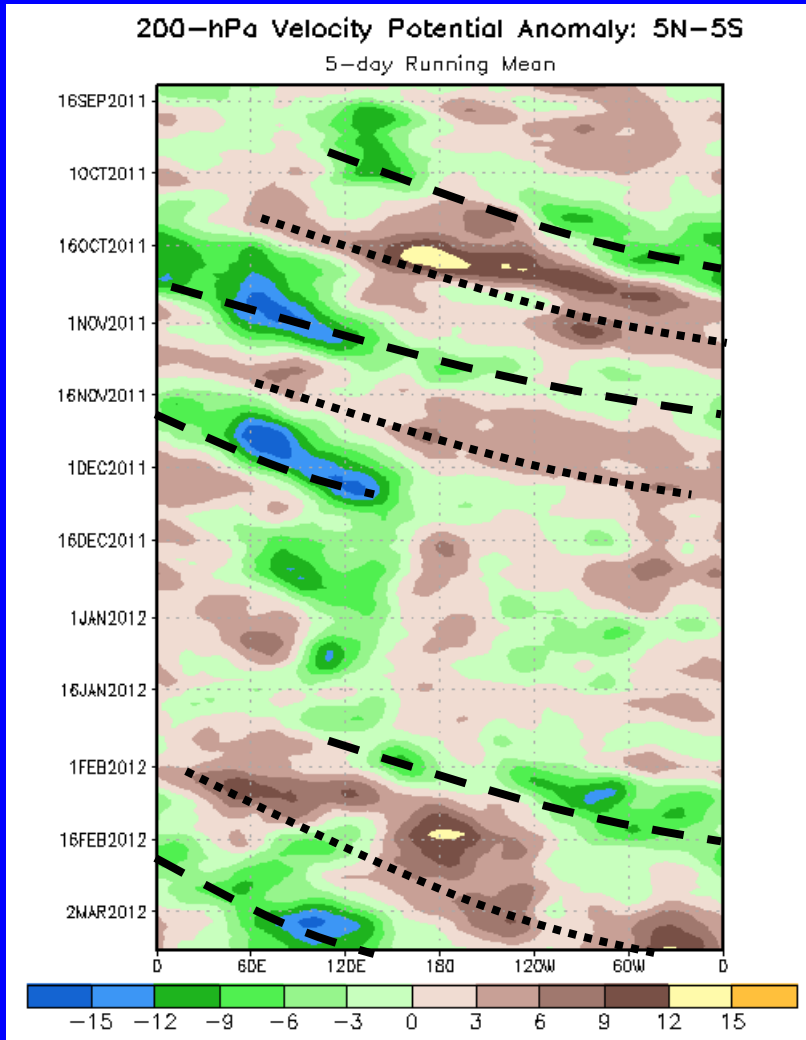 200-hPa Velocity Potential Anomaly: 5N-5S
5-day Running Mean
16SEP2011
1OCT2011
16OCT2011
1NOV2011
16NOV2011
1DEC2011
16DEC2011
1JAN2012
16JAN2012
1FEB2012
16FEB2012
2MAR2012
0 60E 120E 180 120W 60W 0
-15 -12 -9 -6 -3 0 3 6 9 12 15